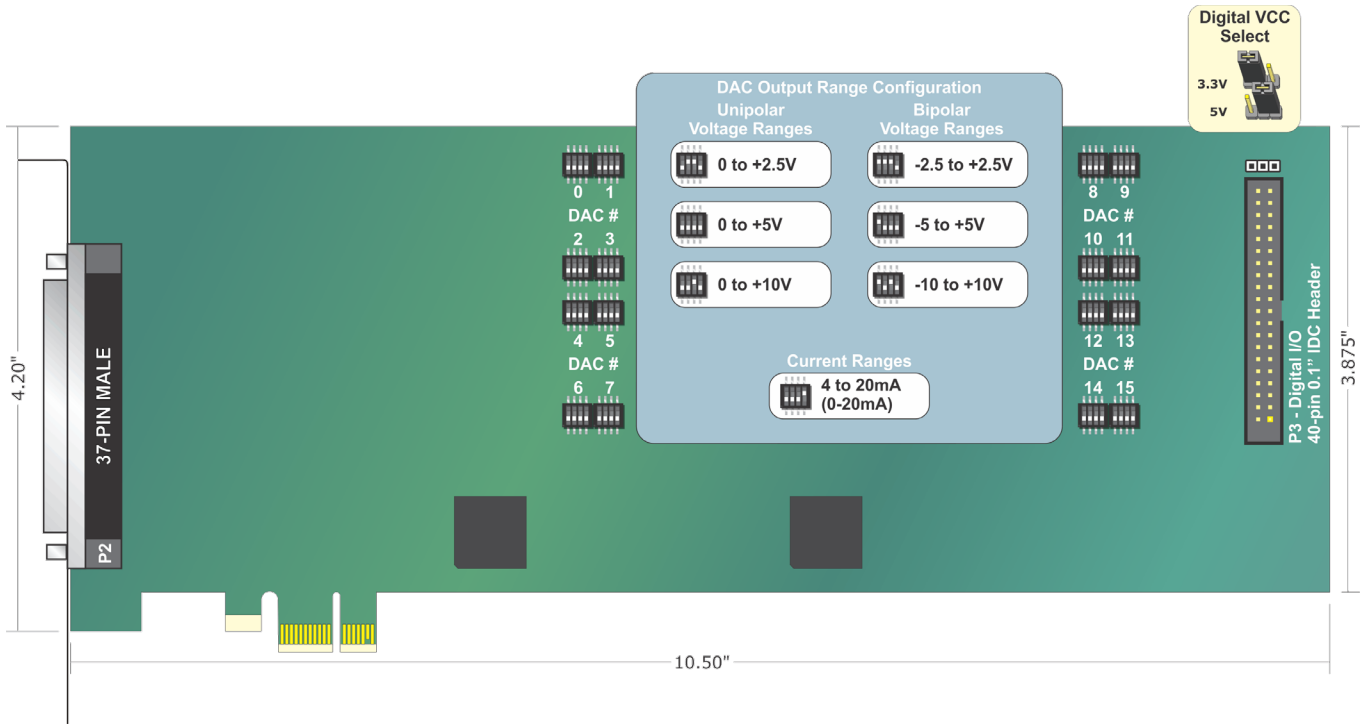 Digital VCC
Select
3.3V
5V
DAC Output Range Configuration
Unipolar
Voltage Ranges
Bipolar
Voltage Ranges
0 to +2.5V
-2.5 to +2.5V
0 to +5V
-5 to +5V
0 to +10V
-10 to +10V
Current Ranges
4 to 20mA
(0-20mA)
0 1
DAC #
2 3
4 5
DAC #
6 7
8 9
DAC #
10 11
12 13
DAC #
14 15
37-PIN MALE
P2
P3 - Digital I/O
40-pin 0.1” IDC Header
4.20"
3.875"
10.50"